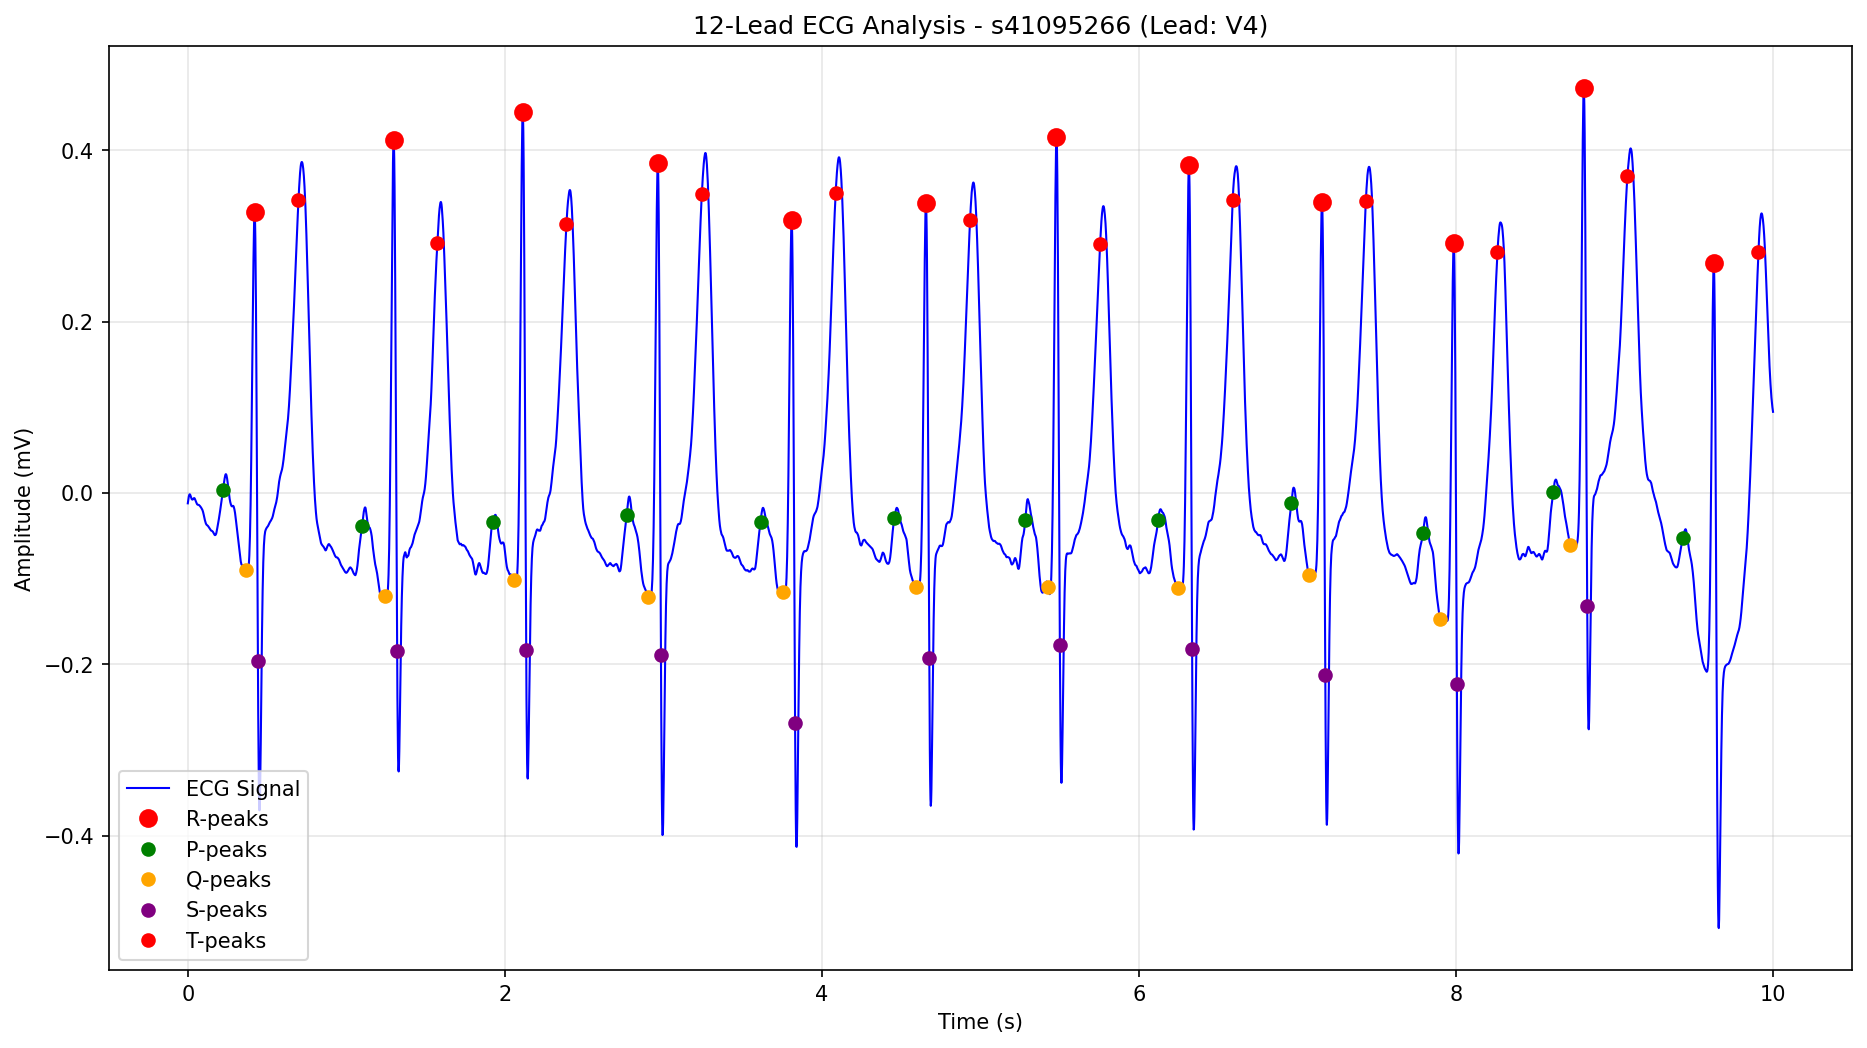 12-Lead ECG Analysis - s41095266 (Lead: V4)
Amplitude (mV)
0.4
0.2
0.0
−0.2
−0.4
ECG Signal
R-peaks
P-peaks
Q-peaks
S-peaks
T-peaks
0 2 4 6 8 10
Time (s)